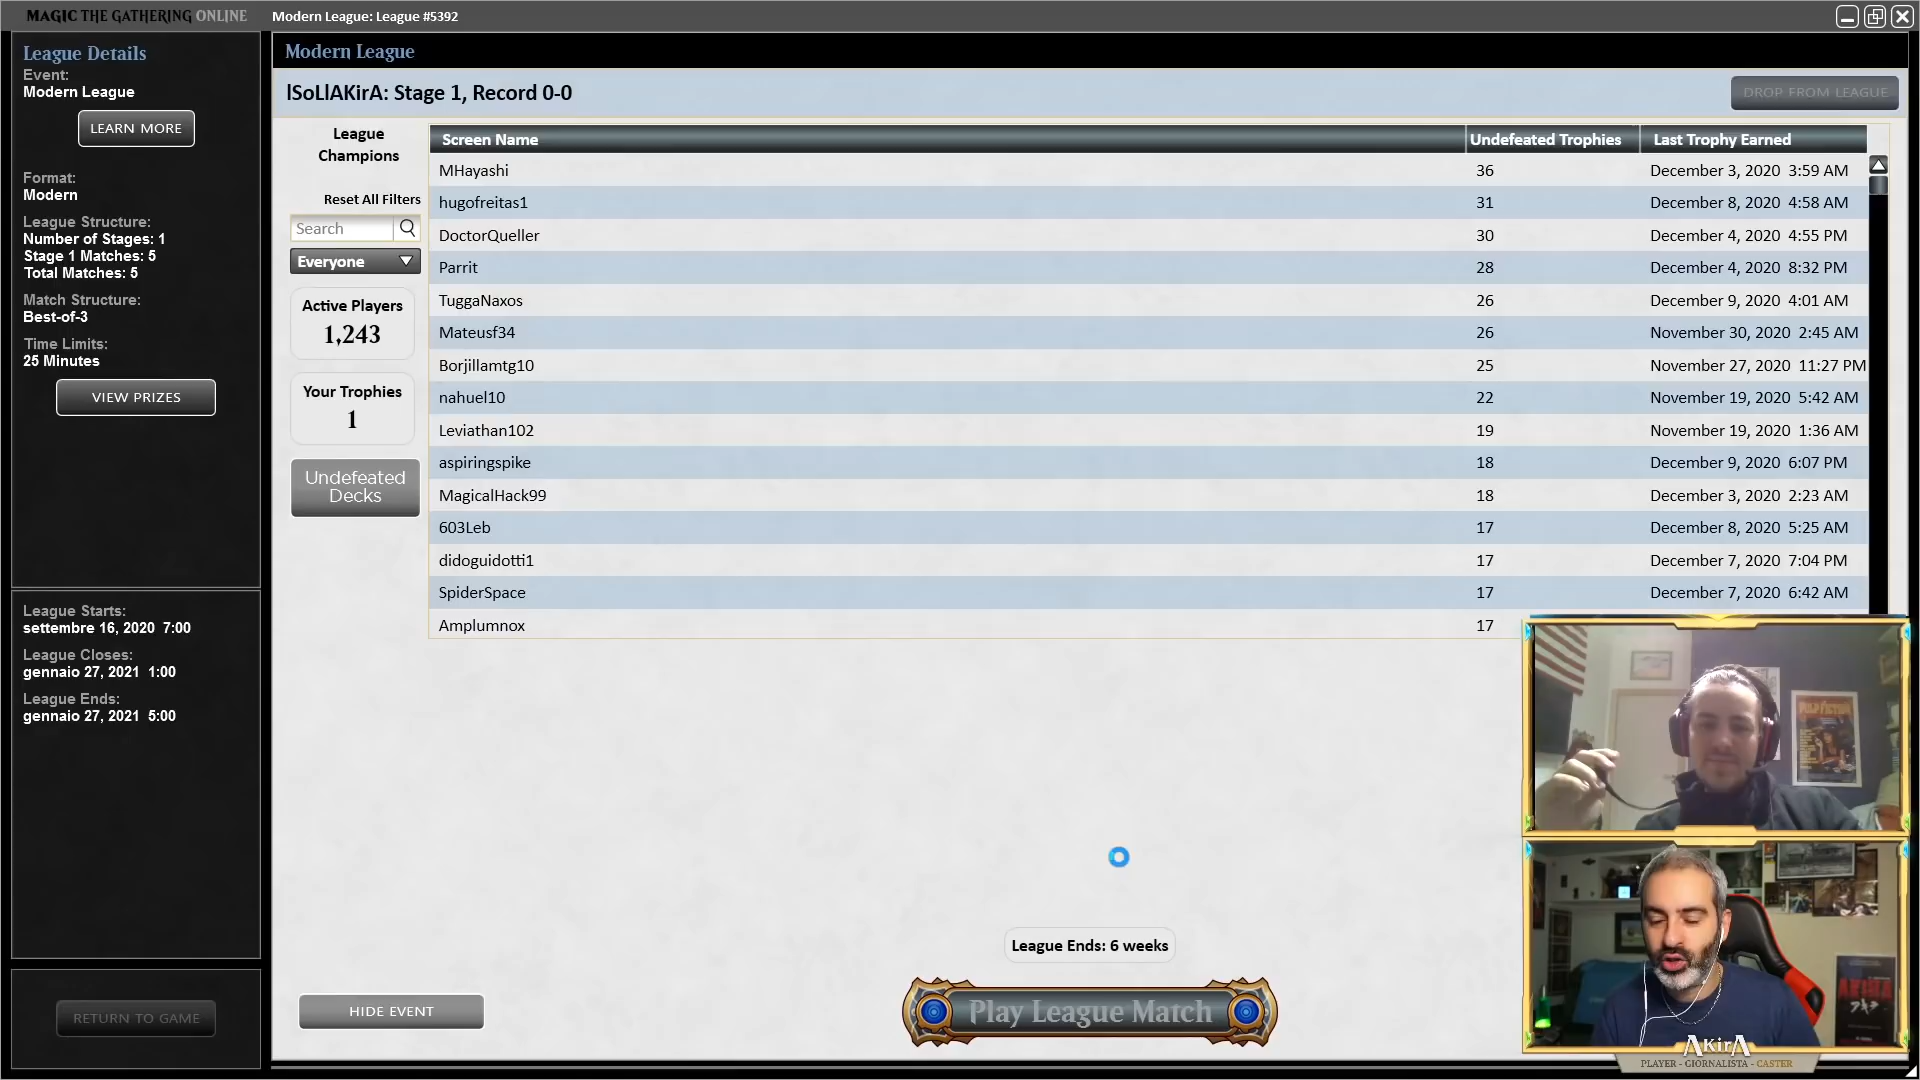 MAGIC THE GATHERING ONLINE
Modern League: League #5392
League Details
Event:
Modern League
LEARN MORE
Format:
Modern
League Structure:
Number of Stages: 1
Stage 1 Matches: 5
Total Matches: 5
Match Structure:
Best-of-3
Time Limits:
25 Minutes
VIEW PRIZES
League Starts:
settembre 16, 2020 7:00
League Closes:
gennaio 27, 2021 1:00
League Ends:
gennaio 27, 2021 5:00
RETURN TO GAME
Modern League
lSoLlAKirA: Stage 1, Record 0-0
DROP FROM LEAGUE
League
Champions
Reset All Filters
Search
Everyone
Active Players
1,243
Your Trophies
1
Undefeated
Decks
Screen Name Undefeated Trophies Last Trophy Earned
MHayashi 36 December 3, 2020 3:59 AM
hugofreitas1 31 December 8, 2020 4:58 AM
DoctorQueller 30 December 4, 2020 4:55 PM
Parrit 28 December 4, 2020 8:32 PM
TuggaNaxos 26 December 9, 2020 4:01 AM
Mateusf34 26 November 30, 2020 2:45 AM
Borjillamtg10 25 November 27, 2020 11:27 PM
nahuel10 22 November 19, 2020 5:42 AM
Leviathan102 19 November 19, 2020 1:36 AM
aspiringspike 18 December 9, 2020 6:07 PM
MagicalHack99 18 December 3, 2020 2:23 AM
603Leb 17 December 8, 2020 5:25 AM
didoguidotti1 17 December 7, 2020 7:04 PM
SpiderSpace 17 December 7, 2020 6:42 AM
Amplumnox 17
PULP FICTION
League Ends: 6 weeks
HIDE EVENT
Play League Match
AKIRA
AKirA
PLAYER - GIORNALISTA - CASTER